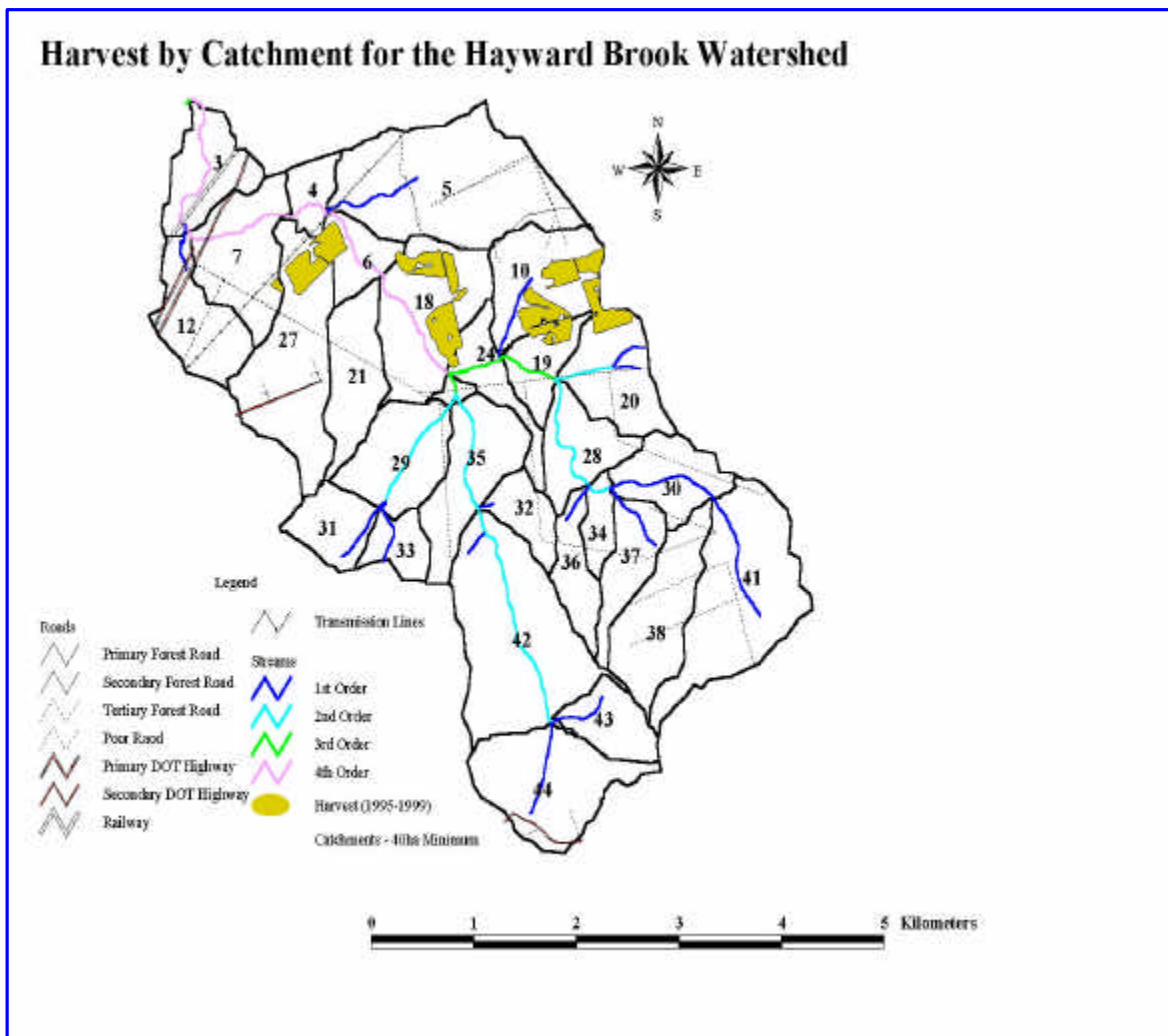 Harvest by Catchment for the Hayward Brook Watershed
N
W E
S
3
4
5
7
6
10
18
12
27
21
24
19
20
29
35
28
30
32
31
33
34
36
37
41
38
42
43
44
Legend
Roads
Primary Forest Road
Secondary Forest Road
Tertiary Forest Road
Poor Raod
Primary DOT Highway
Secondary DOT Highway
Railway
Transmission Lines
Streams
1st Order
2nd Order
3rd Order
4th Order
Harvest (1995-1999)
Catchments - 40ha Minimum
0 1 2 3 4 5 Kilometers